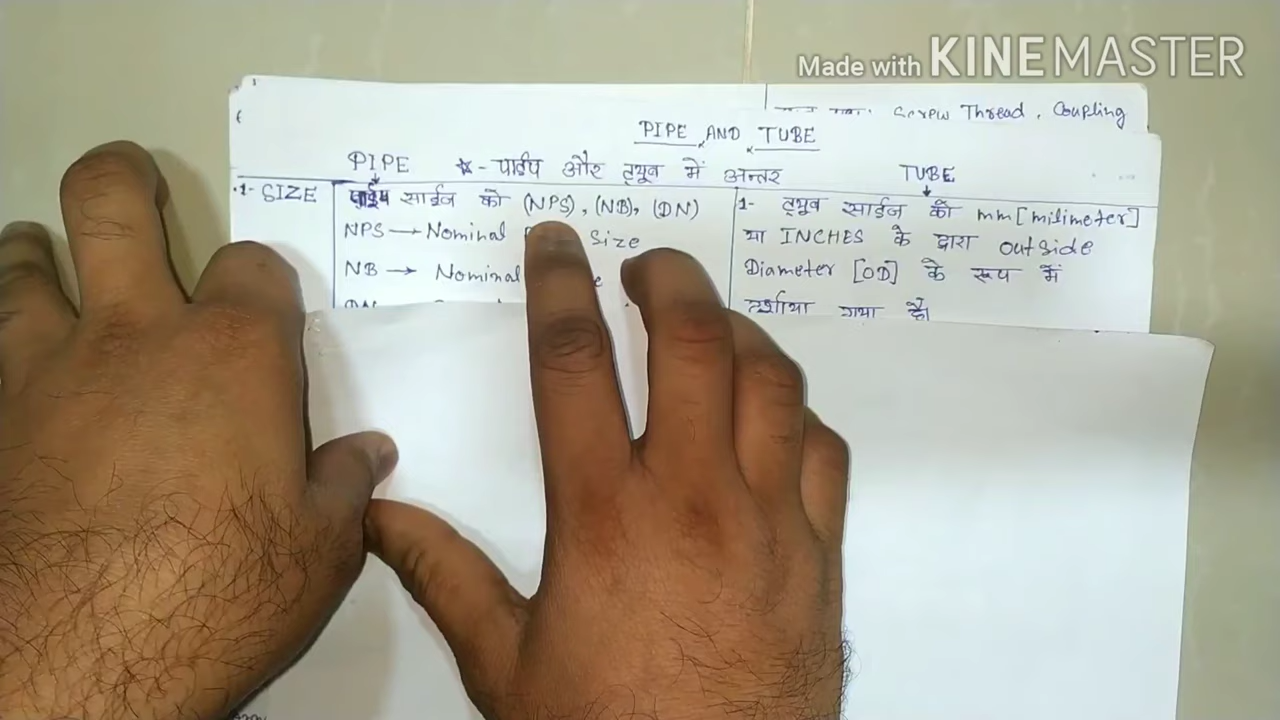 Made with KINEMASTER
Screw Thread, Coupling
PIPE AND TUBE
PIPE - पाईप और ट्यूब में अन्तर TUBE
1- SIZE
साईज को (NPS), (NB), (DN)
NPS → Nominal Size
NB → Nominal
1- ट्यूब साईज को mm [milimeter]
या INCHES के द्वारा outside
Diameter [OD] के रूप में
दर्शाया गया है।